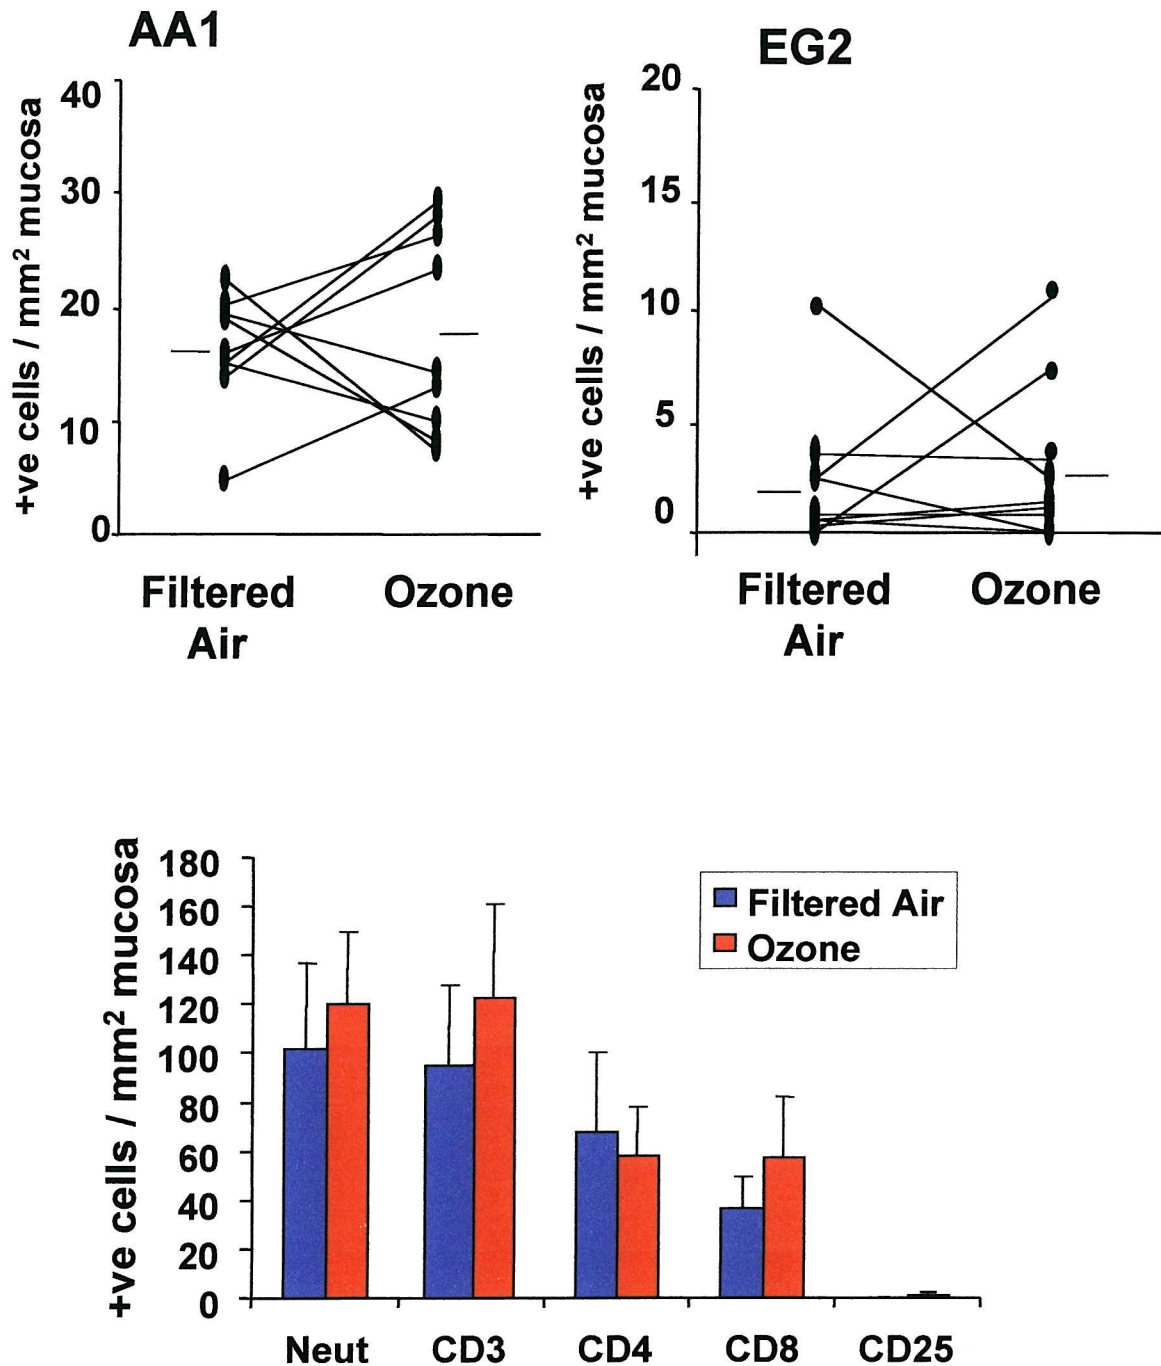 AA1
+ve cells / mm² mucosa
40
30
20
10
0
Filtered
Air
Ozone
EG2
+ve cells / mm² mucosa
20
15
10
5
0
Filtered
Air
Ozone
+ve cells / mm² mucosa
180
160
140
120
100
80
60
40
20
0
Filtered Air
Ozone
Neut CD3 CD4 CD8 CD25